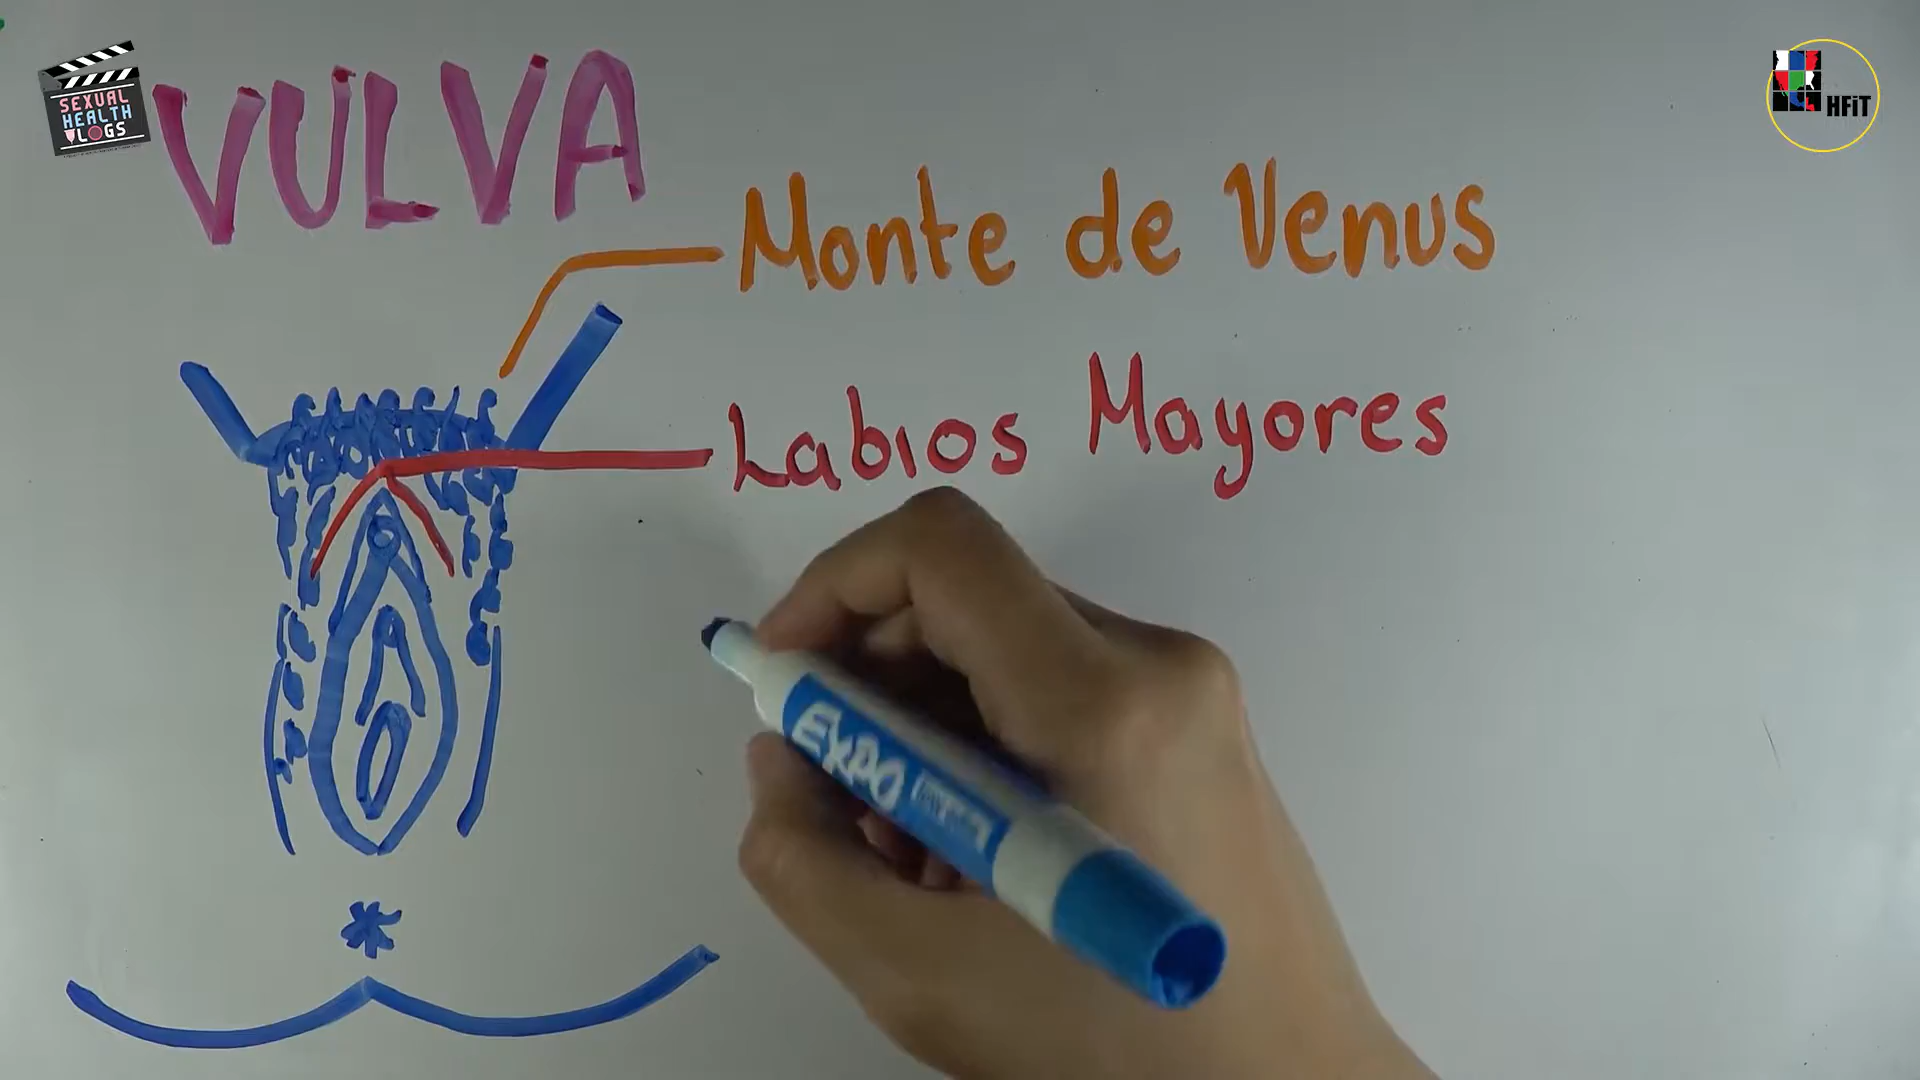 SEXUAL
HEALTH
VLOGS
VULVA
HFiT
Monte de Venus
Labios Mayores
EXPO